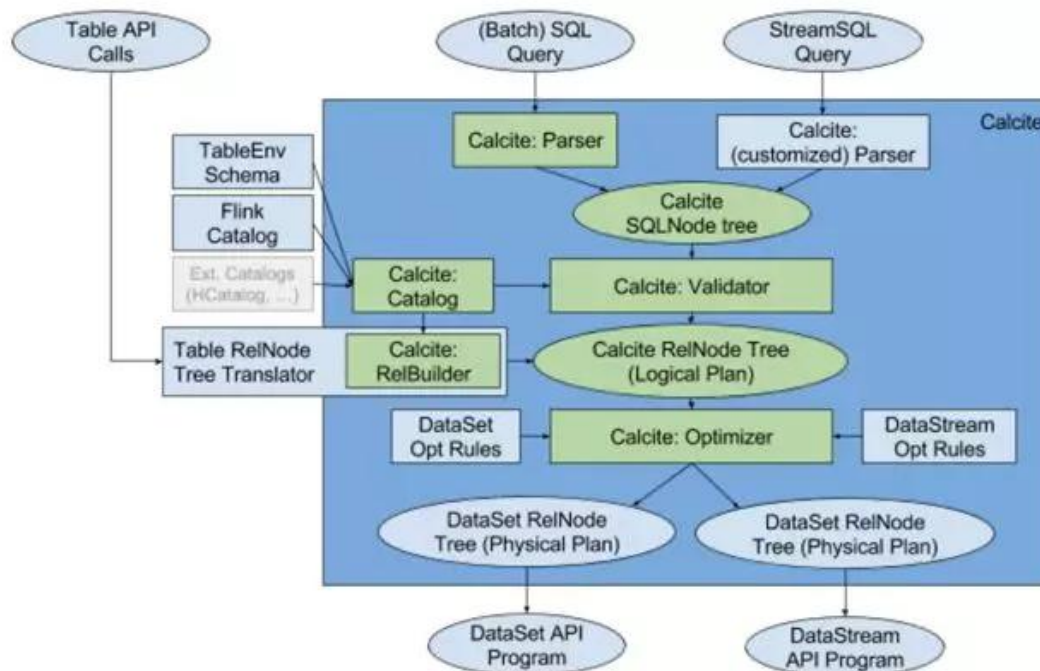 Table API
Calls
(Batch) SQL
Query
StreamSQL
Query
Calcite
Calcite: Parser
Calcite:
(customized) Parser
TableEnv
Schema
Calcite
SQLNode tree
Flink
Catalog
Ext. Catalogs
(HCatalog, ...)
Calcite:
Catalog
Calcite: Validator
Table RelNode
Tree Translator
Calcite:
RelBuilder
Calcite RelNode Tree
(Logical Plan)
DataSet
Opt Rules
Calcite: Optimizer
DataStream
Opt Rules
DataSet RelNode
Tree (Physical Plan)
DataSet RelNode
Tree (Physical Plan)
DataSet API
Program
DataStream
API Program